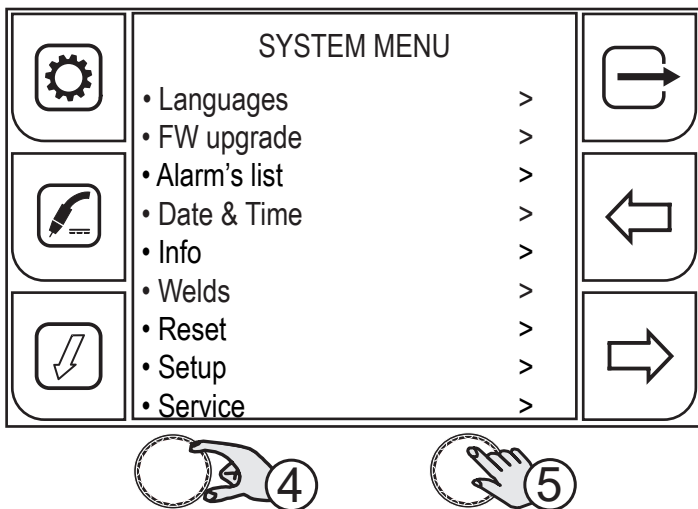 SYSTEM MENU
• Languages >
• FW upgrade >
• Alarm's list >
• Date & Time >
• Info >
• Welds >
• Reset >
• Setup >
• Service >
4 5